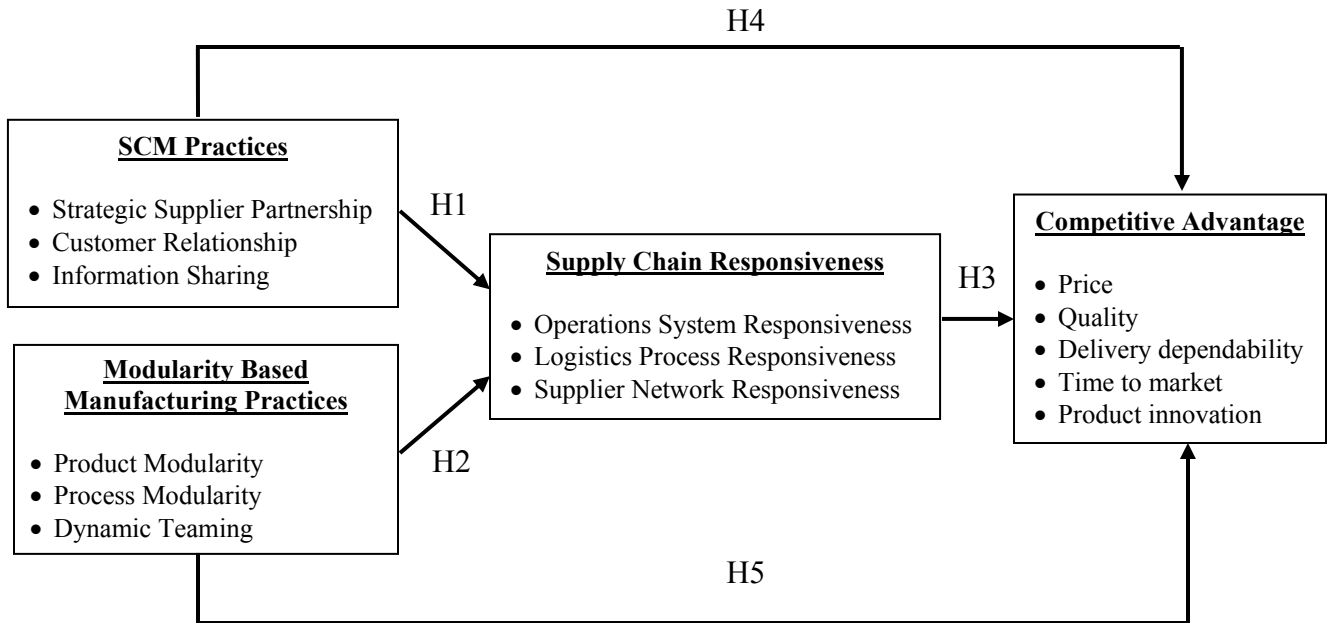 H4
SCM Practices
• Strategic Supplier Partnership
• Customer Relationship
• Information Sharing
H1
Modularity Based
Manufacturing Practices
• Product Modularity
• Process Modularity
• Dynamic Teaming
H2
Supply Chain Responsiveness
• Operations System Responsiveness
• Logistics Process Responsiveness
• Supplier Network Responsiveness
H3
Competitive Advantage
• Price
• Quality
• Delivery dependability
• Time to market
• Product innovation
H5